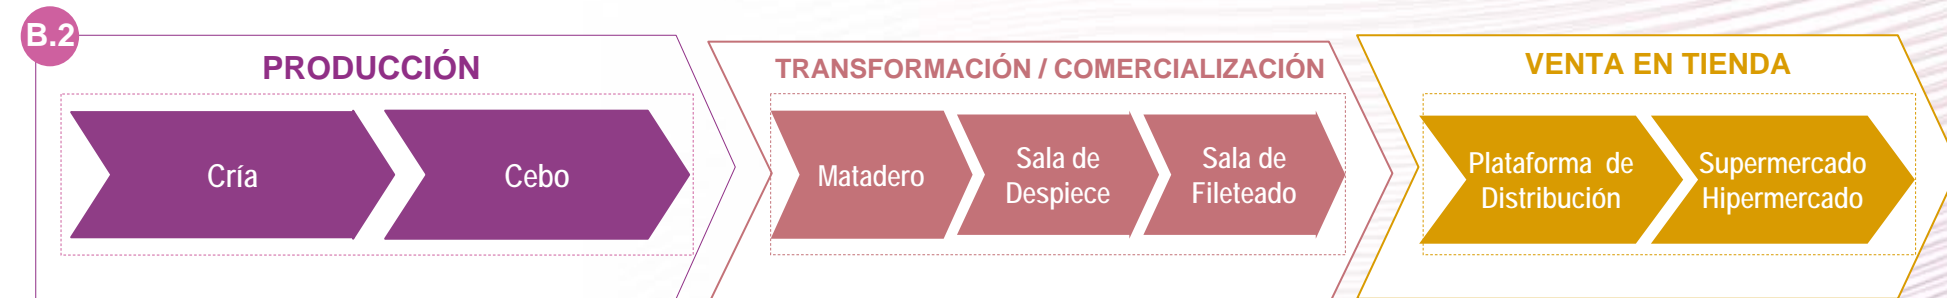 B.2
PRODUCCIÓN
Cría
Cebo
TRANSFORMACIÓN / COMERCIALIZACIÓN
Matadero
Sala de
Despiece
Sala de
Fileteado
VENTA EN TIENDA
Plataforma de
Distribución
Supermercado
Hipermercado